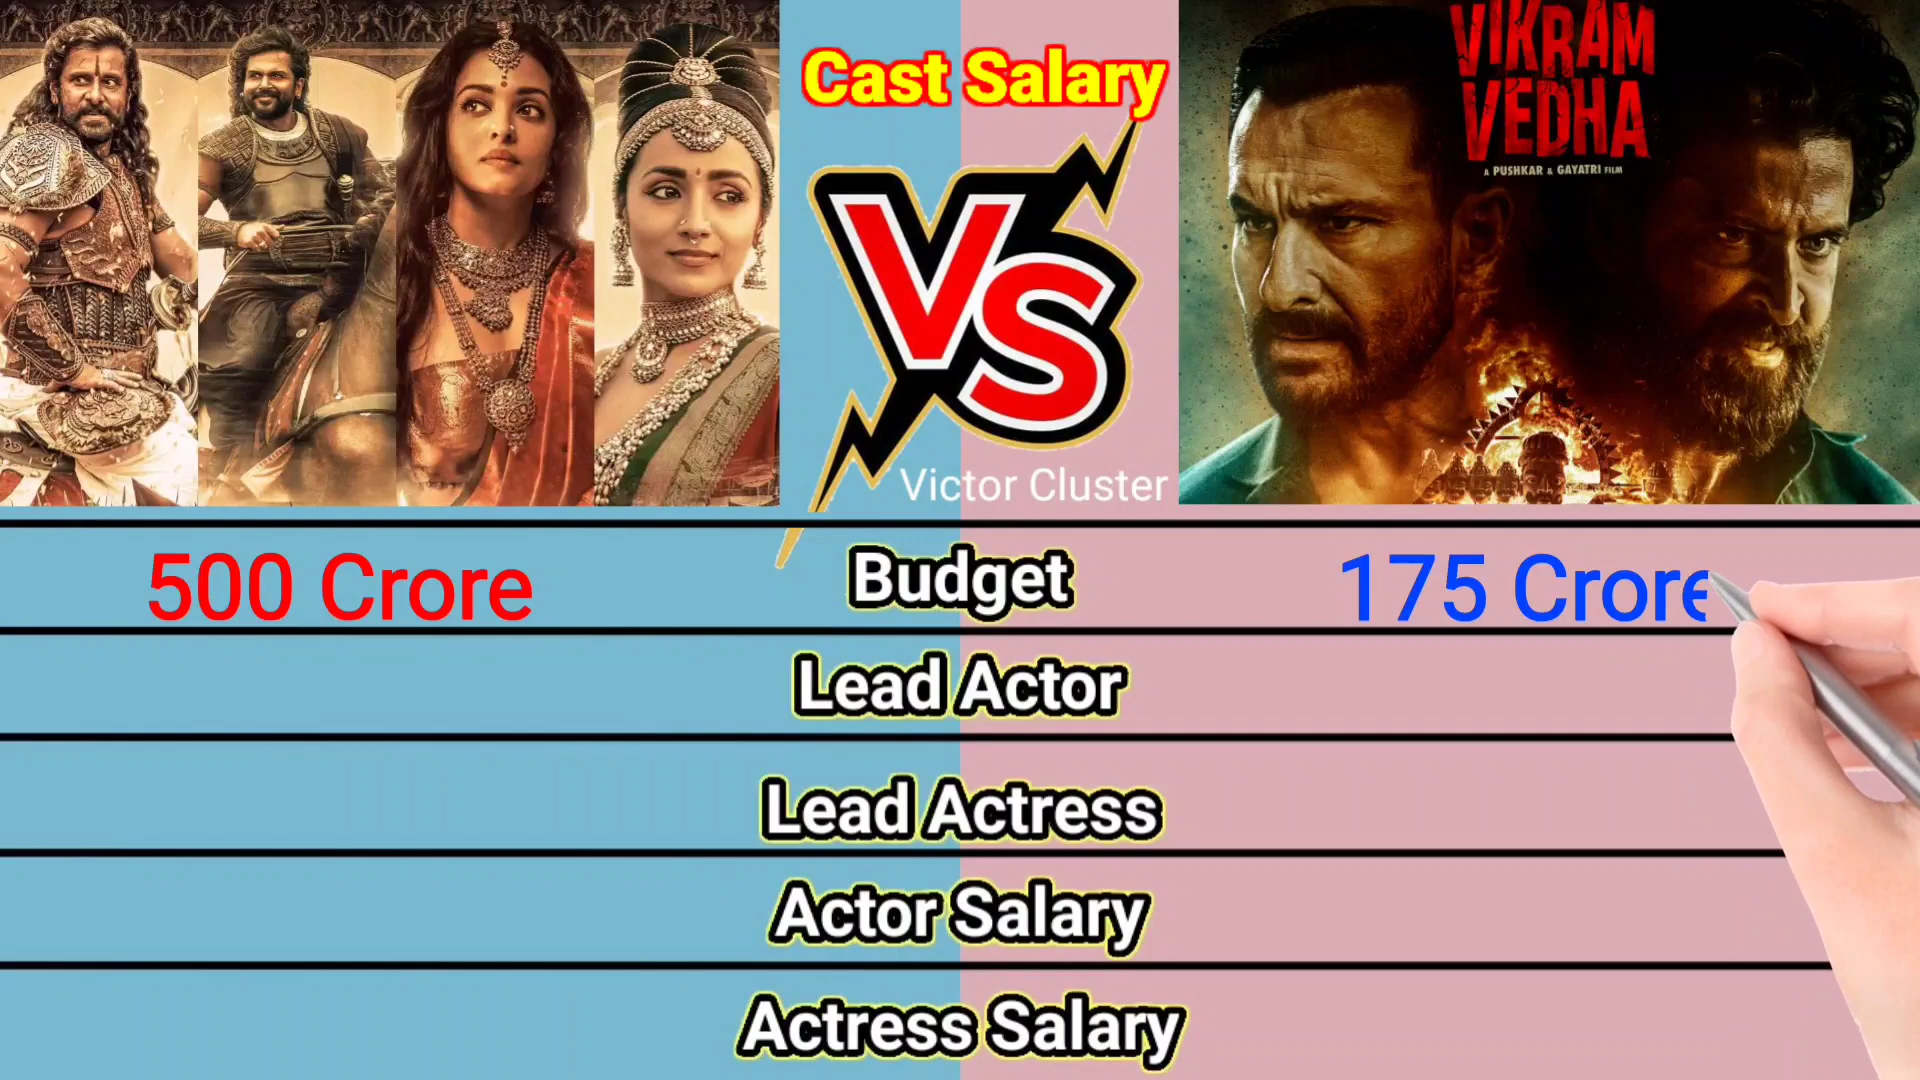 Cast Salary
VS
Victor Cluster
VIKRAM
VEDHA
A PUSHKAR & GAYATRI FILM
500 Crore
Budget
175 Crore
Lead Actor
Lead Actress
Actor Salary
Actress Salary